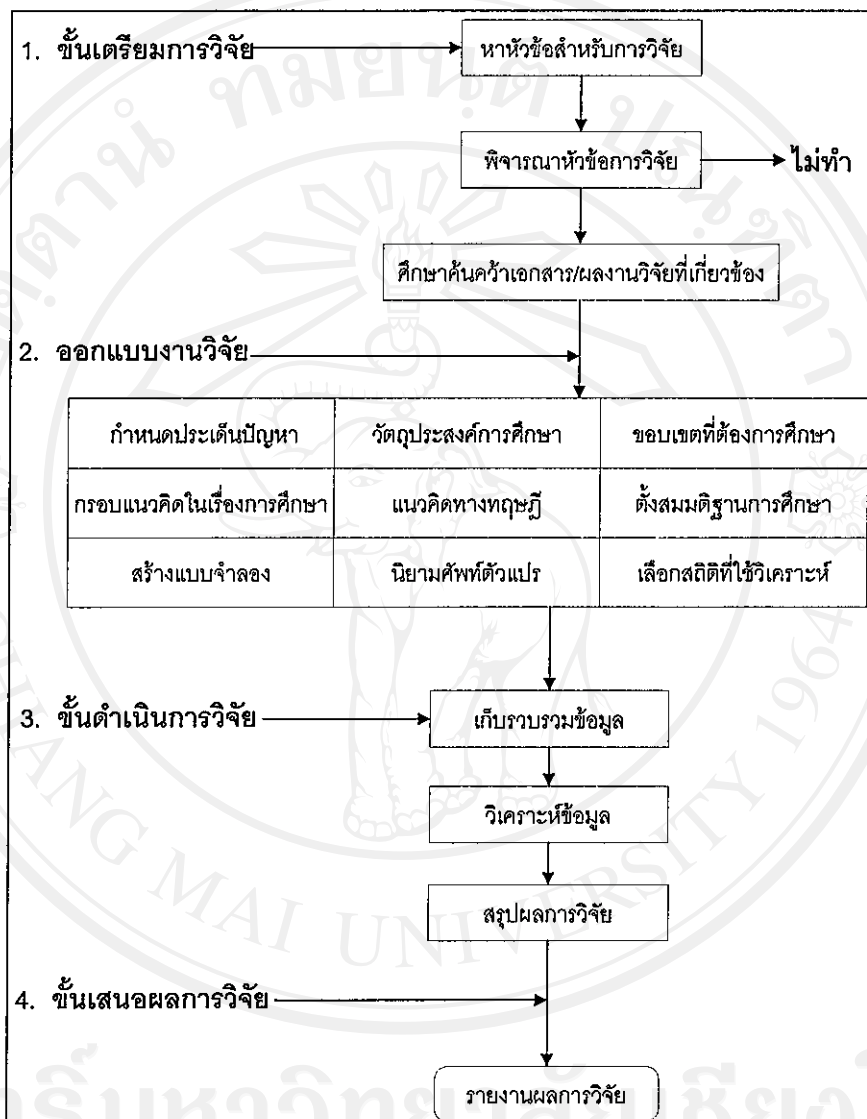 1. ขั้นเตรียมการวิจัย
หาหัวข้อสำหรับการวิจัย
พิจารณาหัวข้อการวิจัย
ไม่ทำ
ศึกษาค้นคว้าเอกสาร/ผลงานวิจัยที่เกี่ยวข้อง
2. ออกแบบงานวิจัย
กำหนดประเด็นปัญหา วัตถุประสงค์การศึกษา ขอบเขตที่ต้องการศึกษา
กรอบแนวคิดในเรื่องการศึกษา แนวคิดทางทฤษฎี ตั้งสมมติฐานการศึกษา
สร้างแบบจำลอง นิยามศัพท์ตัวแปร เลือกสถิติที่ใช้วิเคราะห์
3. ขั้นดำเนินการวิจัย
เก็บรวบรวมข้อมูล
วิเคราะห์ข้อมูล
สรุปผลการวิจัย
4. ขั้นเสนอผลการวิจัย
รายงานผลการวิจัย
MAI UNIVERSITY 1964